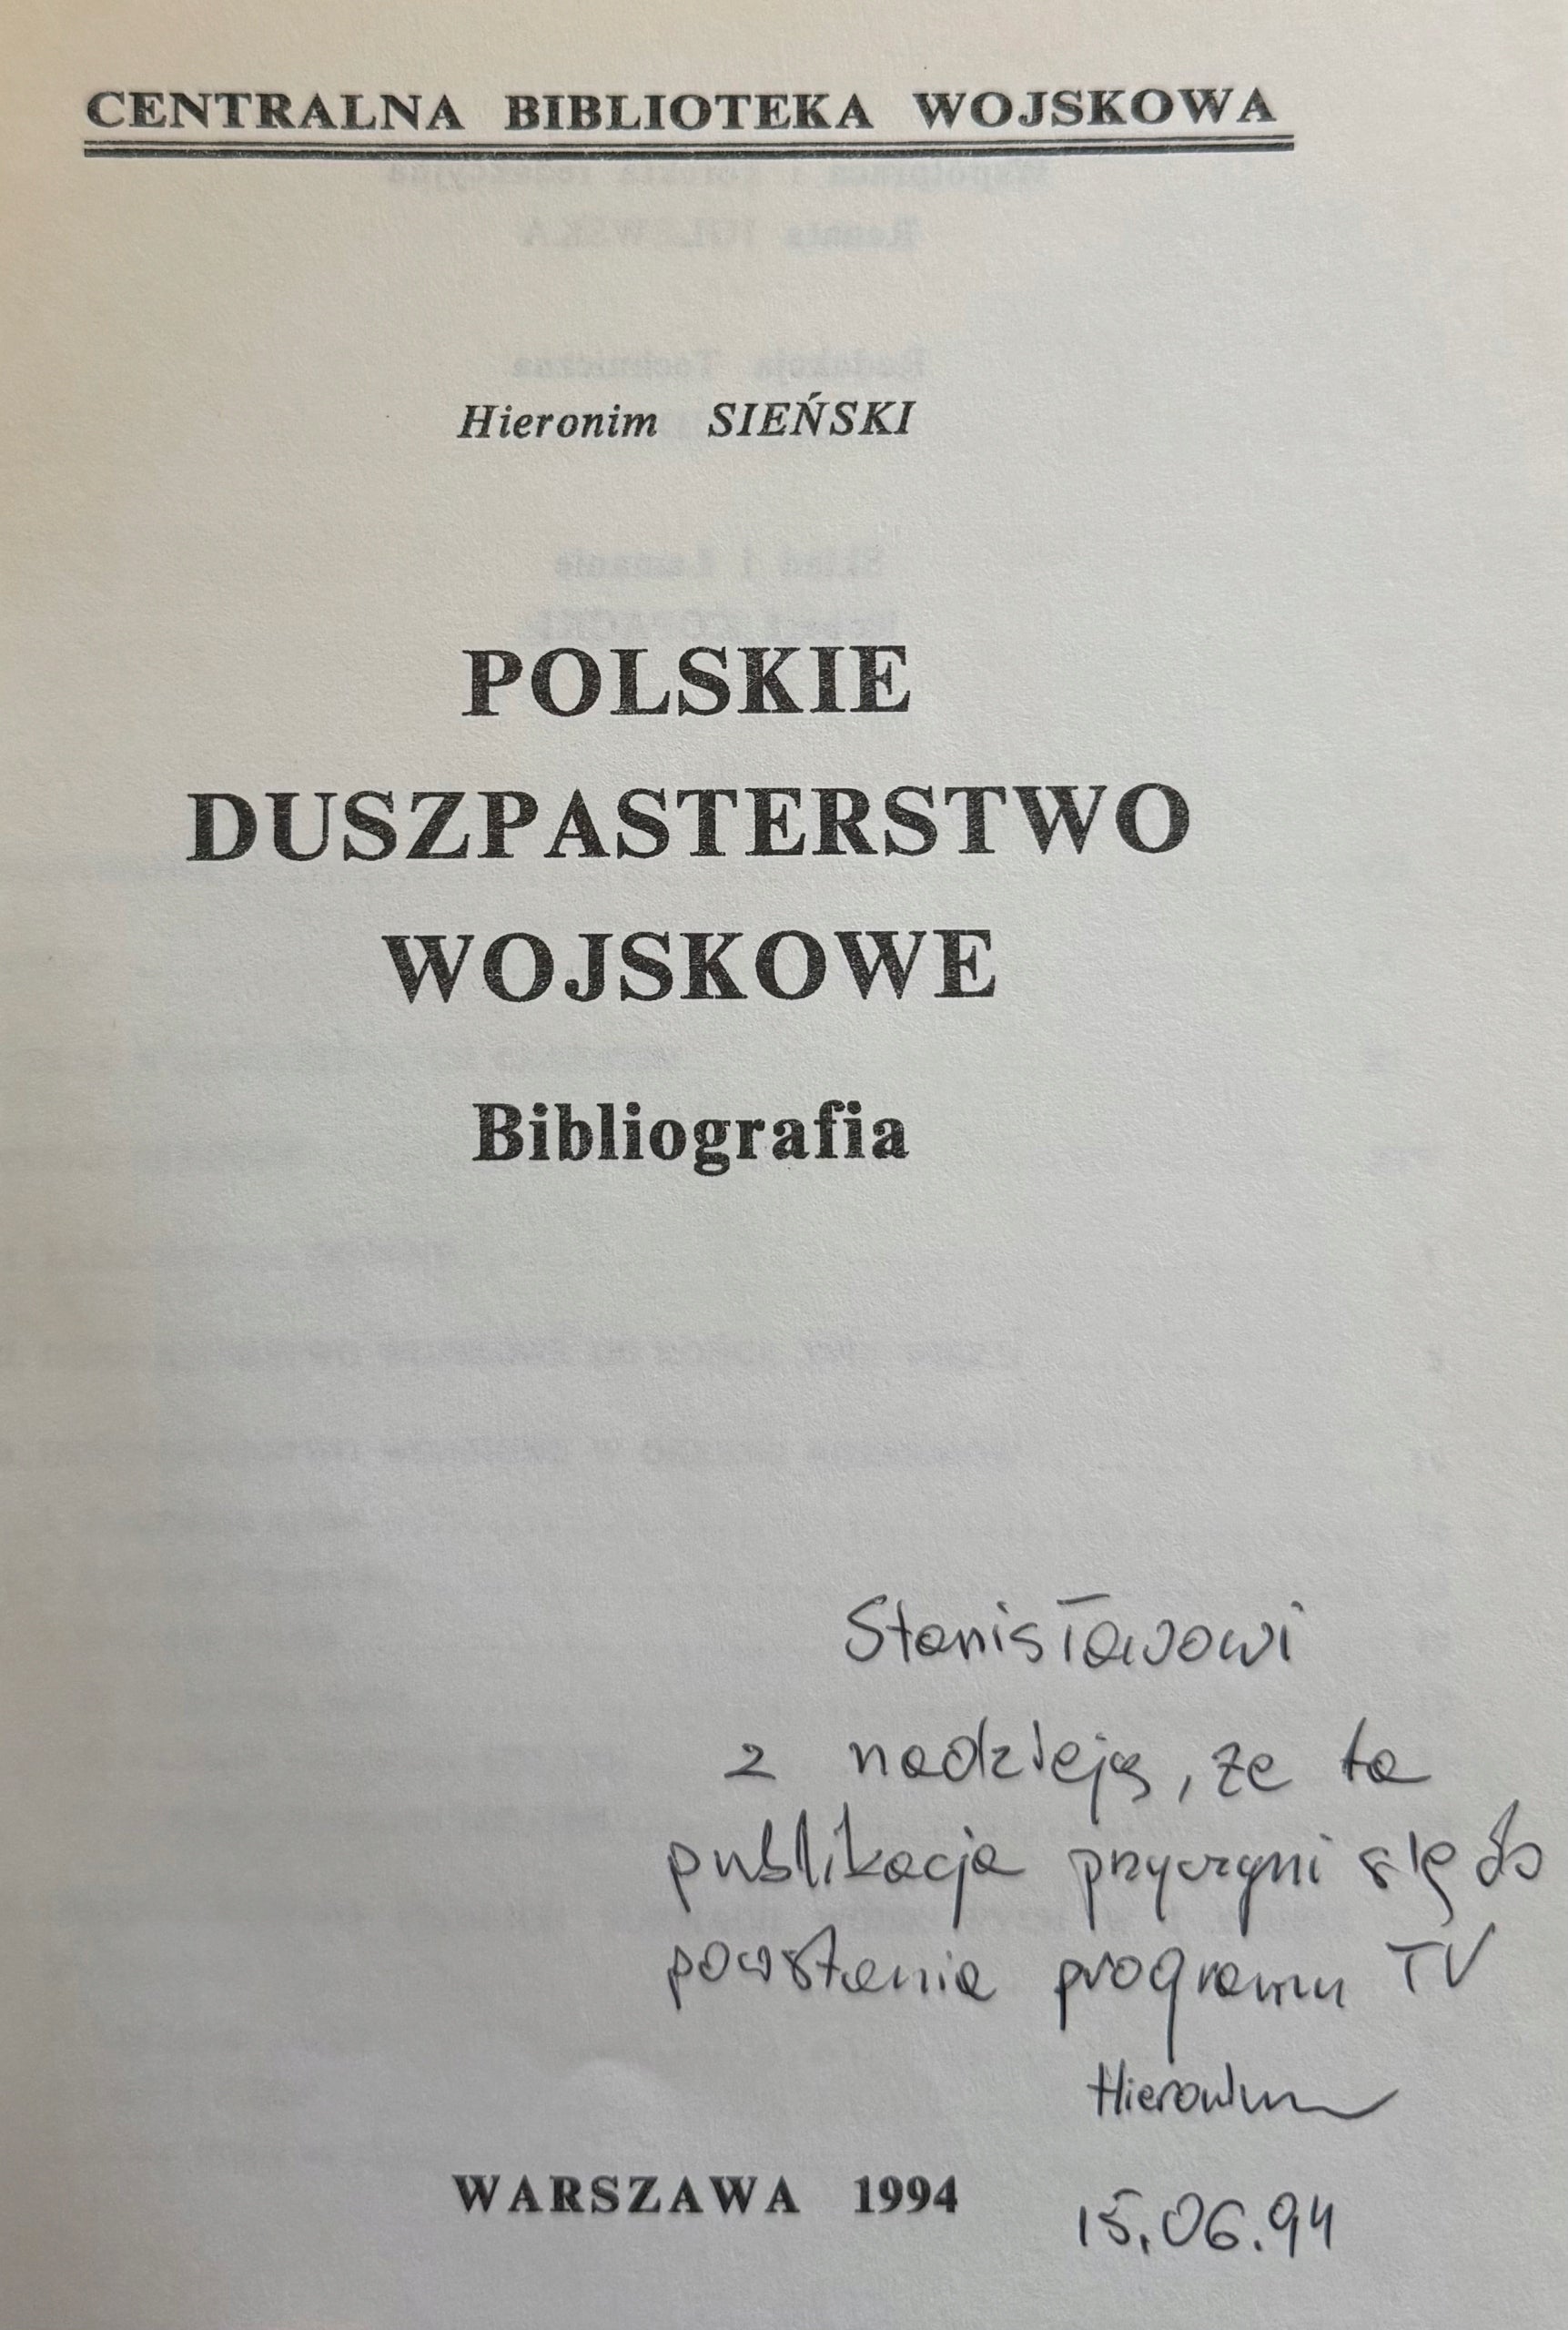 CENTRALNA BIBLIOTEKA WOJSKOWA
Hieronim SIEŃSKI
POLSKIE
DUSZPASTERSTWO
WOJSKOWE
Bibliografia
Stanisławowi
z nadzieją, że ta
publikacja przyczyni się do
powstania programu TV
Hieronim
WARSZAWA 1994
15.06.94